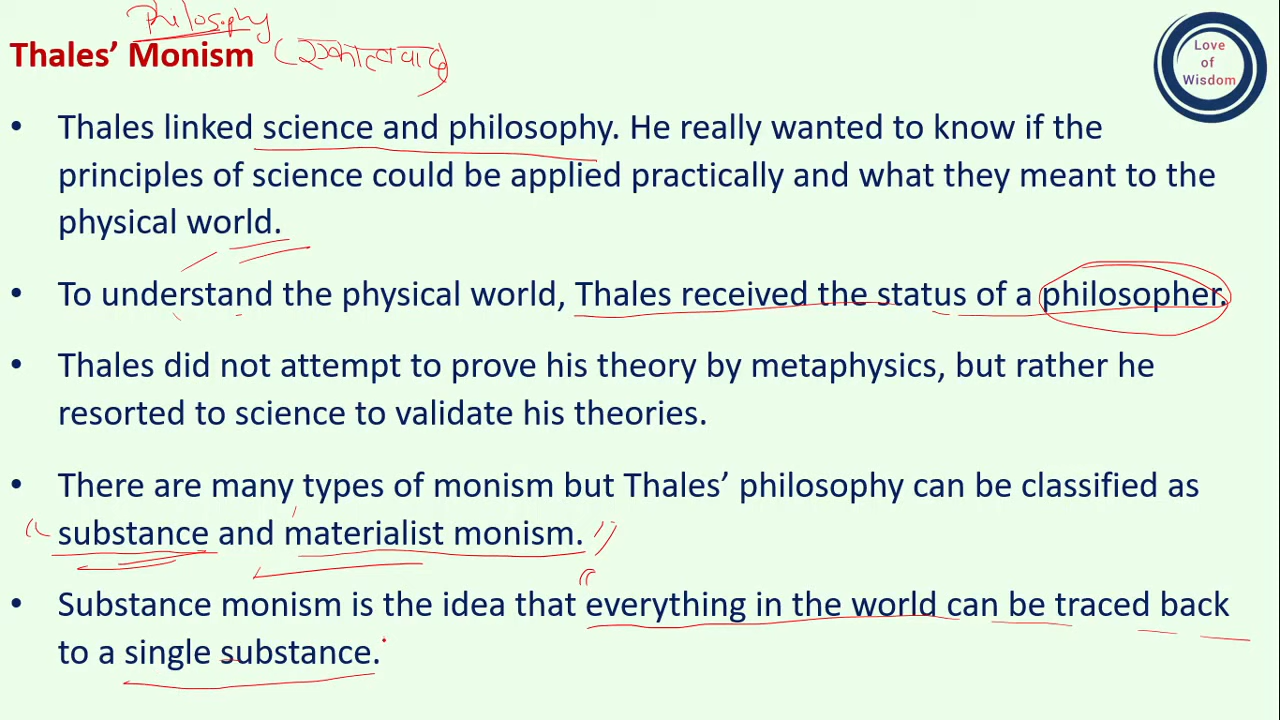 Philosophy
Thales’ Monism (एकात्मवाद)
Love
of
Wisdom
• Thales linked science and philosophy. He really wanted to know if the
principles of science could be applied practically and what they meant to the
physical world.
• To understand the physical world, Thales received the status of a philosopher.
• Thales did not attempt to prove his theory by metaphysics, but rather he
resorted to science to validate his theories.
• There are many types of monism but Thales’ philosophy can be classified as
substance and materialist monism.
• Substance monism is the idea that everything in the world can be traced back
to a single substance.